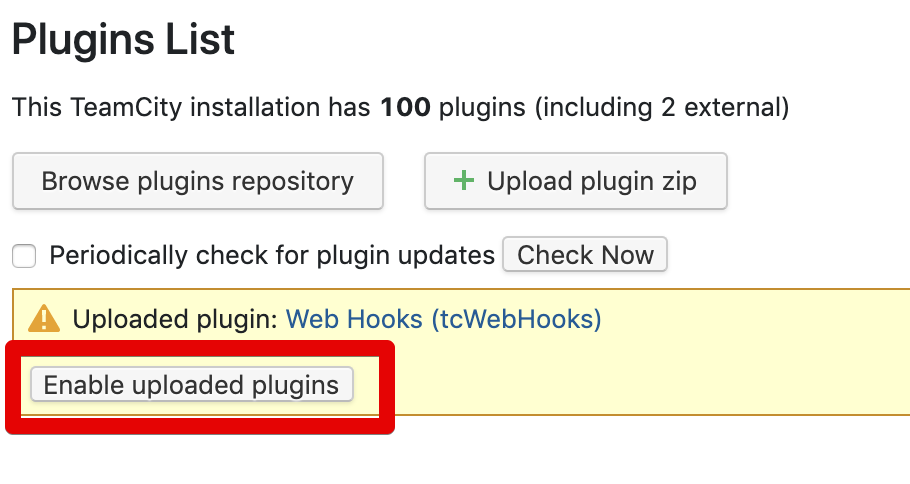 Plugins List
This TeamCity installation has 100 plugins (including 2 external)
Browse plugins repository
+ Upload plugin zip
Periodically check for plugin updates Check Now
Uploaded plugin: Web Hooks (tcWebHooks)
Enable uploaded plugins